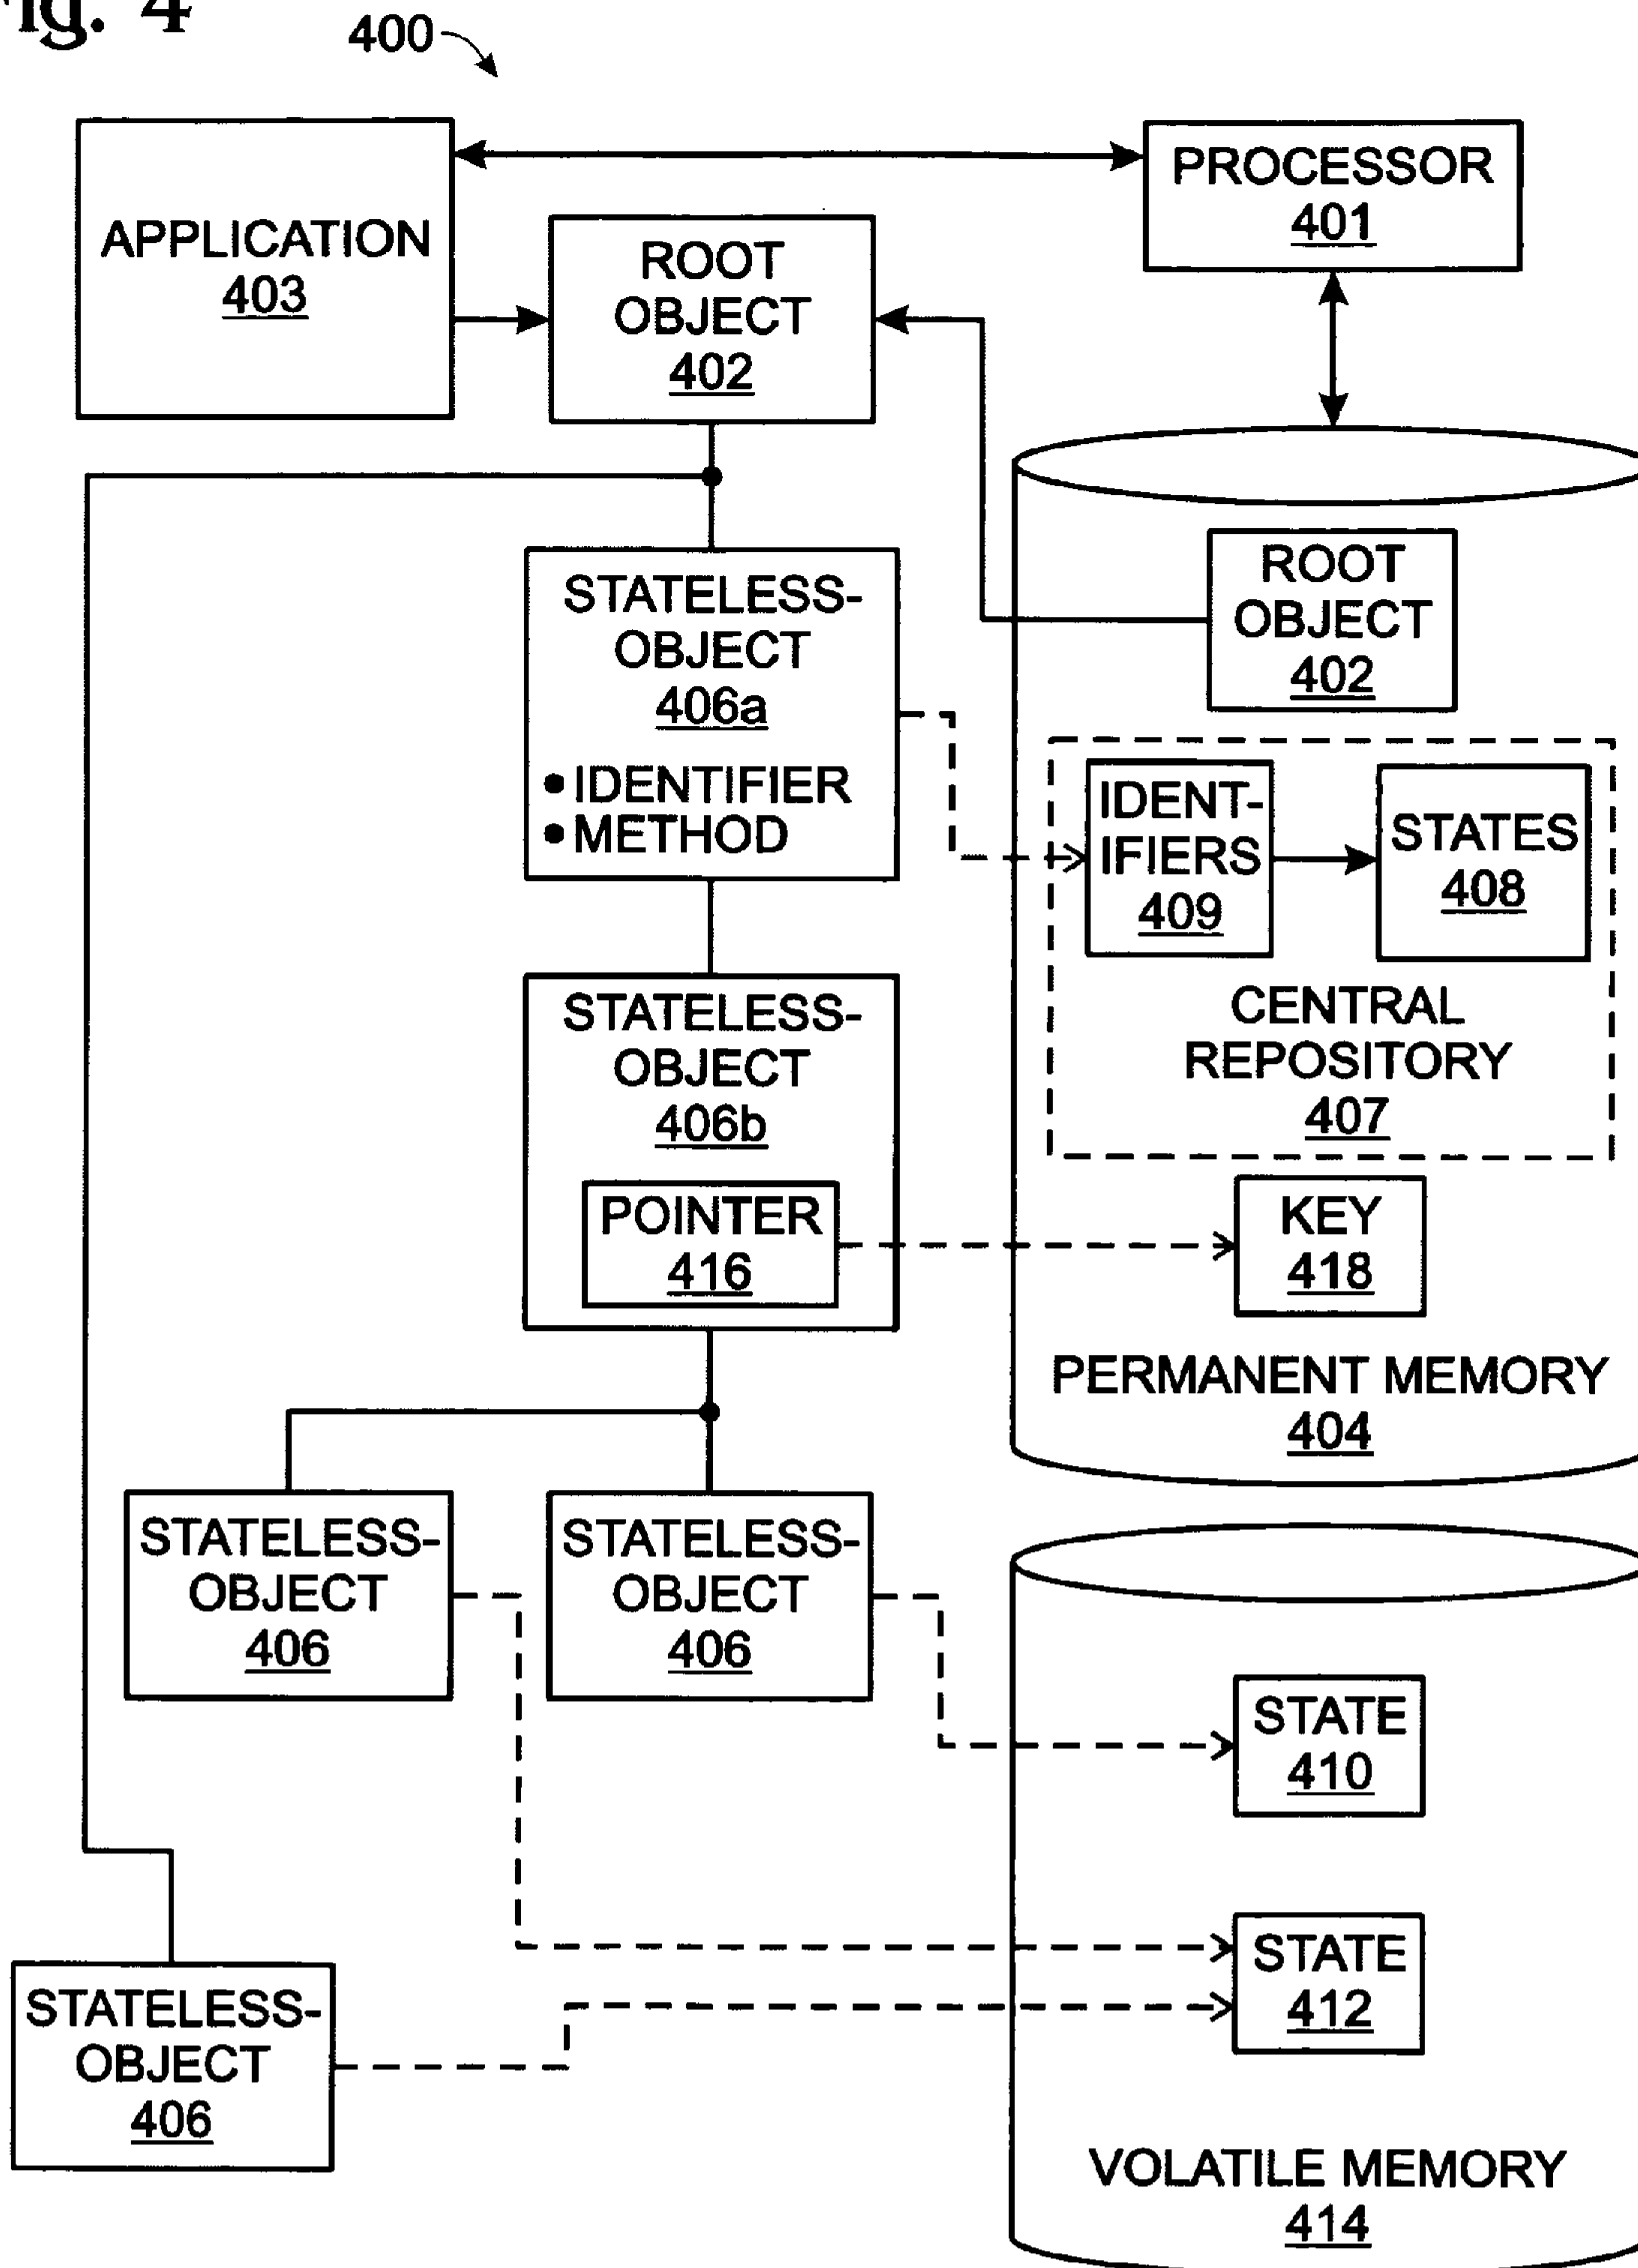 Fig. 4
400
APPLICATION
403
PROCESSOR
401
ROOT
OBJECT
402
ROOT
OBJECT
402
STATELESS-
OBJECT
406a
• IDENTIFIER
• METHOD
IDENT-
IFIERS
409
STATES
408
CENTRAL
REPOSITORY
407
STATELESS-
OBJECT
406b
POINTER
416
KEY
418
PERMANENT MEMORY
404
STATELESS-
OBJECT
406
STATELESS-
OBJECT
406
STATE
410
STATE
412
STATELESS-
OBJECT
406
VOLATILE MEMORY
414